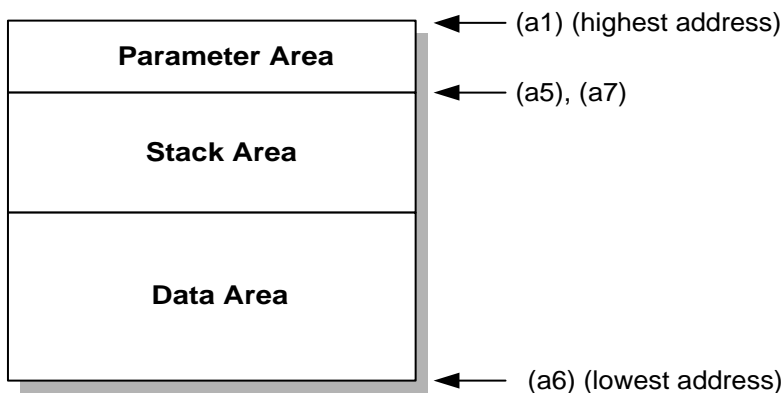 (a1) (highest address)
Parameter Area
(a5), (a7)
Stack Area
Data Area
(a6) (lowest address)